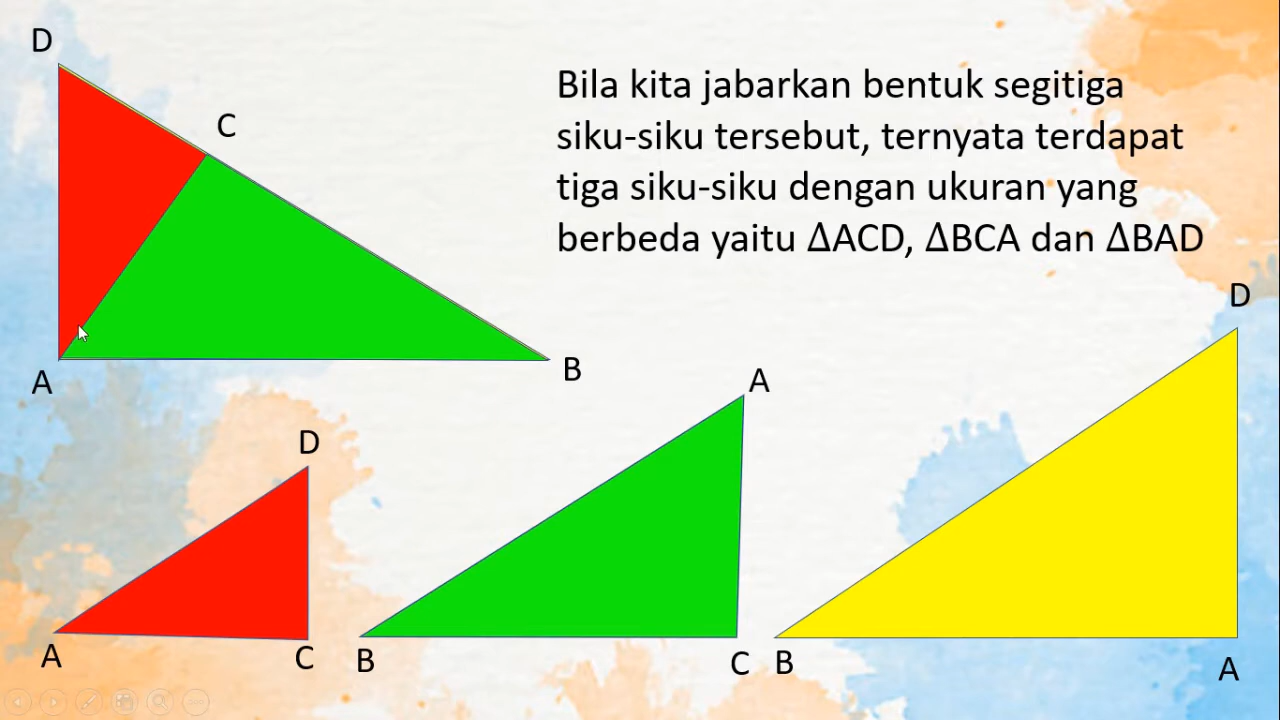 D
C
A
B
Bila kita jabarkan bentuk segitiga
siku-siku tersebut, ternyata terdapat
tiga siku-siku dengan ukuran yang
berbeda yaitu ΔACD, ΔBCA dan ΔBAD
D
A
C
A
B
C
D
B
A